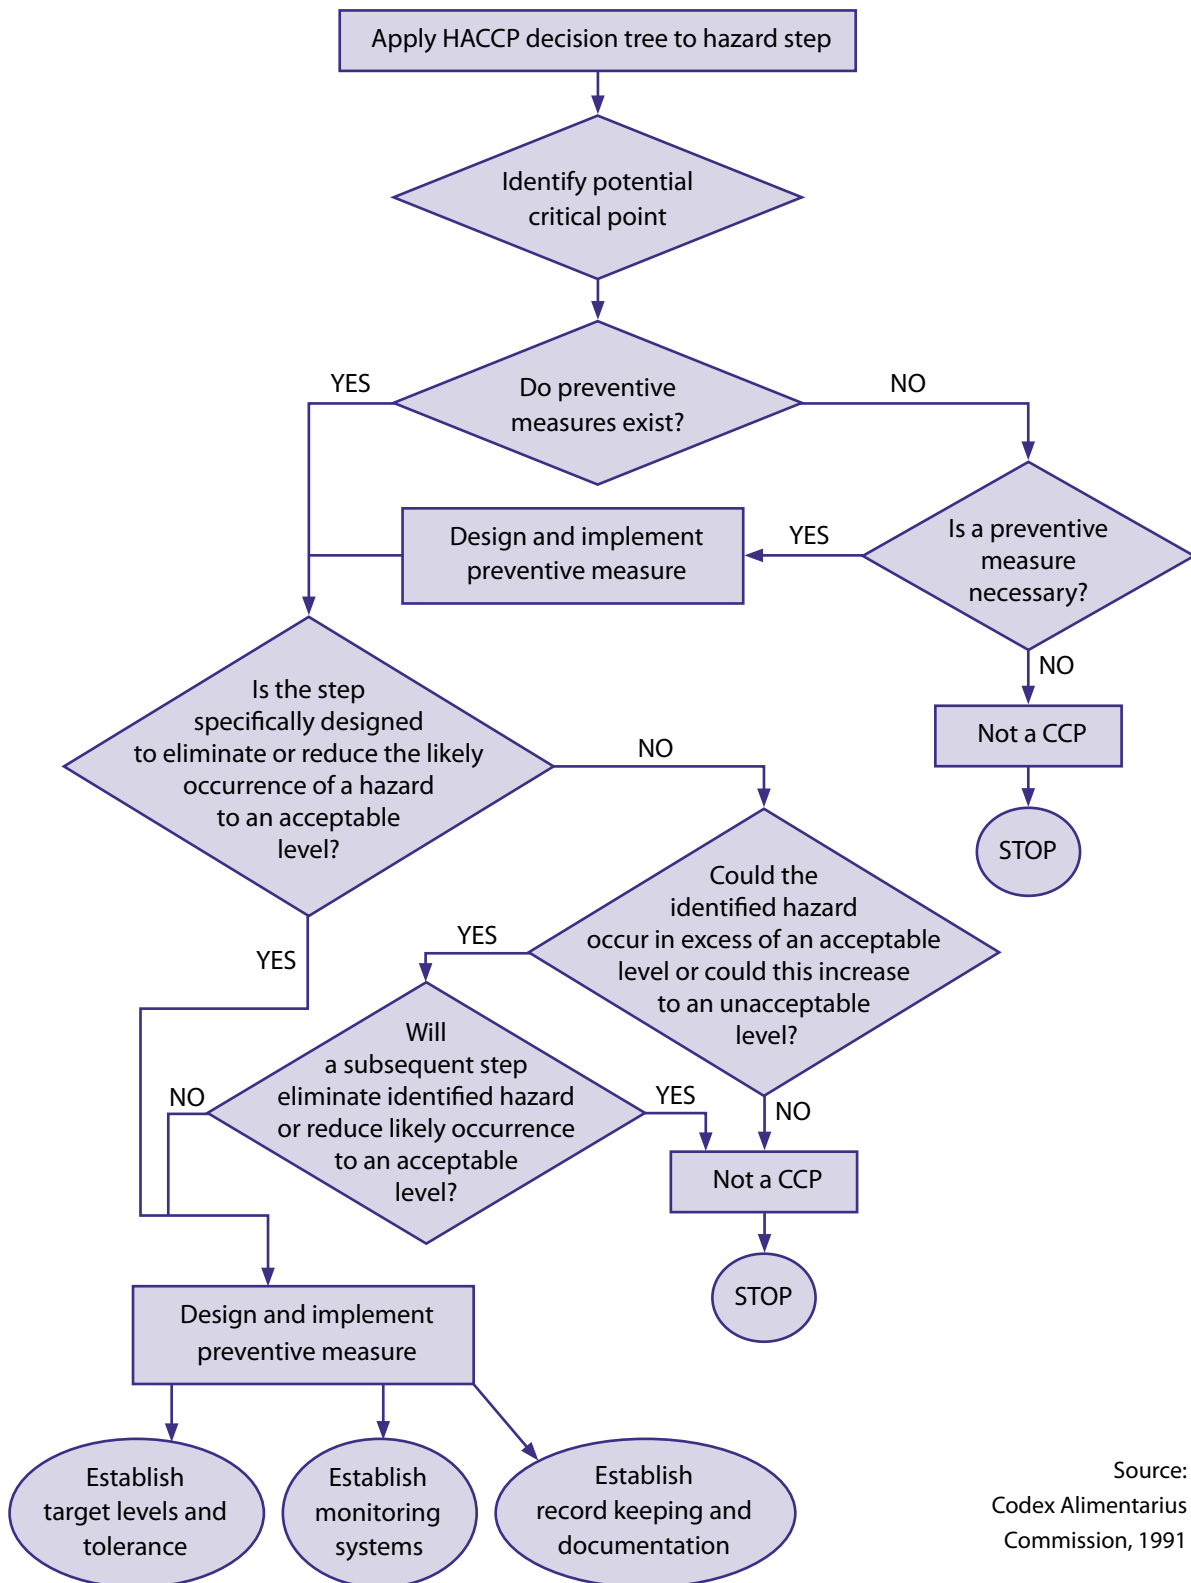 Apply HACCP decision tree to hazard step
Identify potential
critical point
Do preventive
measures exist?
YES
NO
Is a preventive
measure
necessary?
YES
Design and implement
preventive measure
NO
Not a CCP
STOP
Is the step
specifically designed
to eliminate or reduce the likely
occurrence of a hazard
to an acceptable
level?
NO
YES
Could the
identified hazard
occur in excess of an acceptable
level or could this increase
to an unacceptable
level?
YES
NO
Will
a subsequent step
eliminate identified hazard
or reduce likely occurrence
to an acceptable
level?
NO
YES
Not a CCP
STOP
Design and implement
preventive measure
Establish
target levels and
tolerance
Establish
monitoring
systems
Establish
record keeping and
documentation
Source:
Codex Alimentarius
Commission, 1991